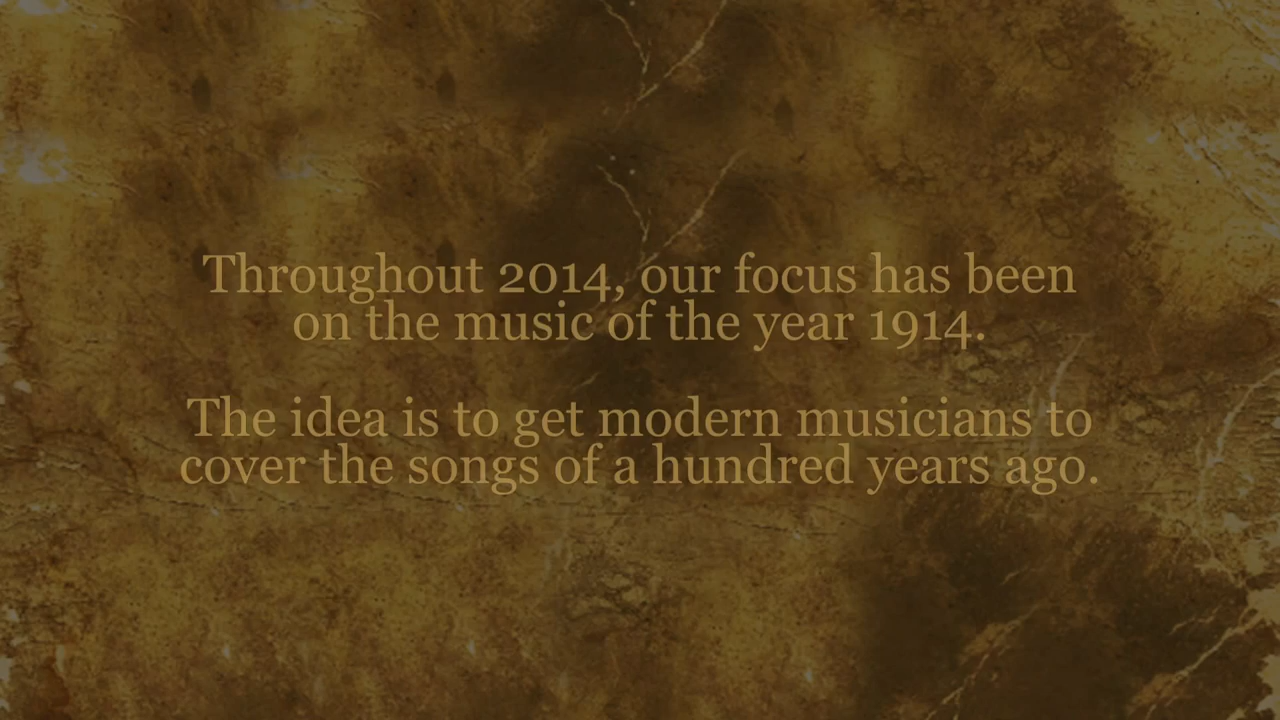 Throughout 2014, our focus has been
on the music of the year 1914.
The idea is to get modern musicians to
cover the songs of a hundred years ago.